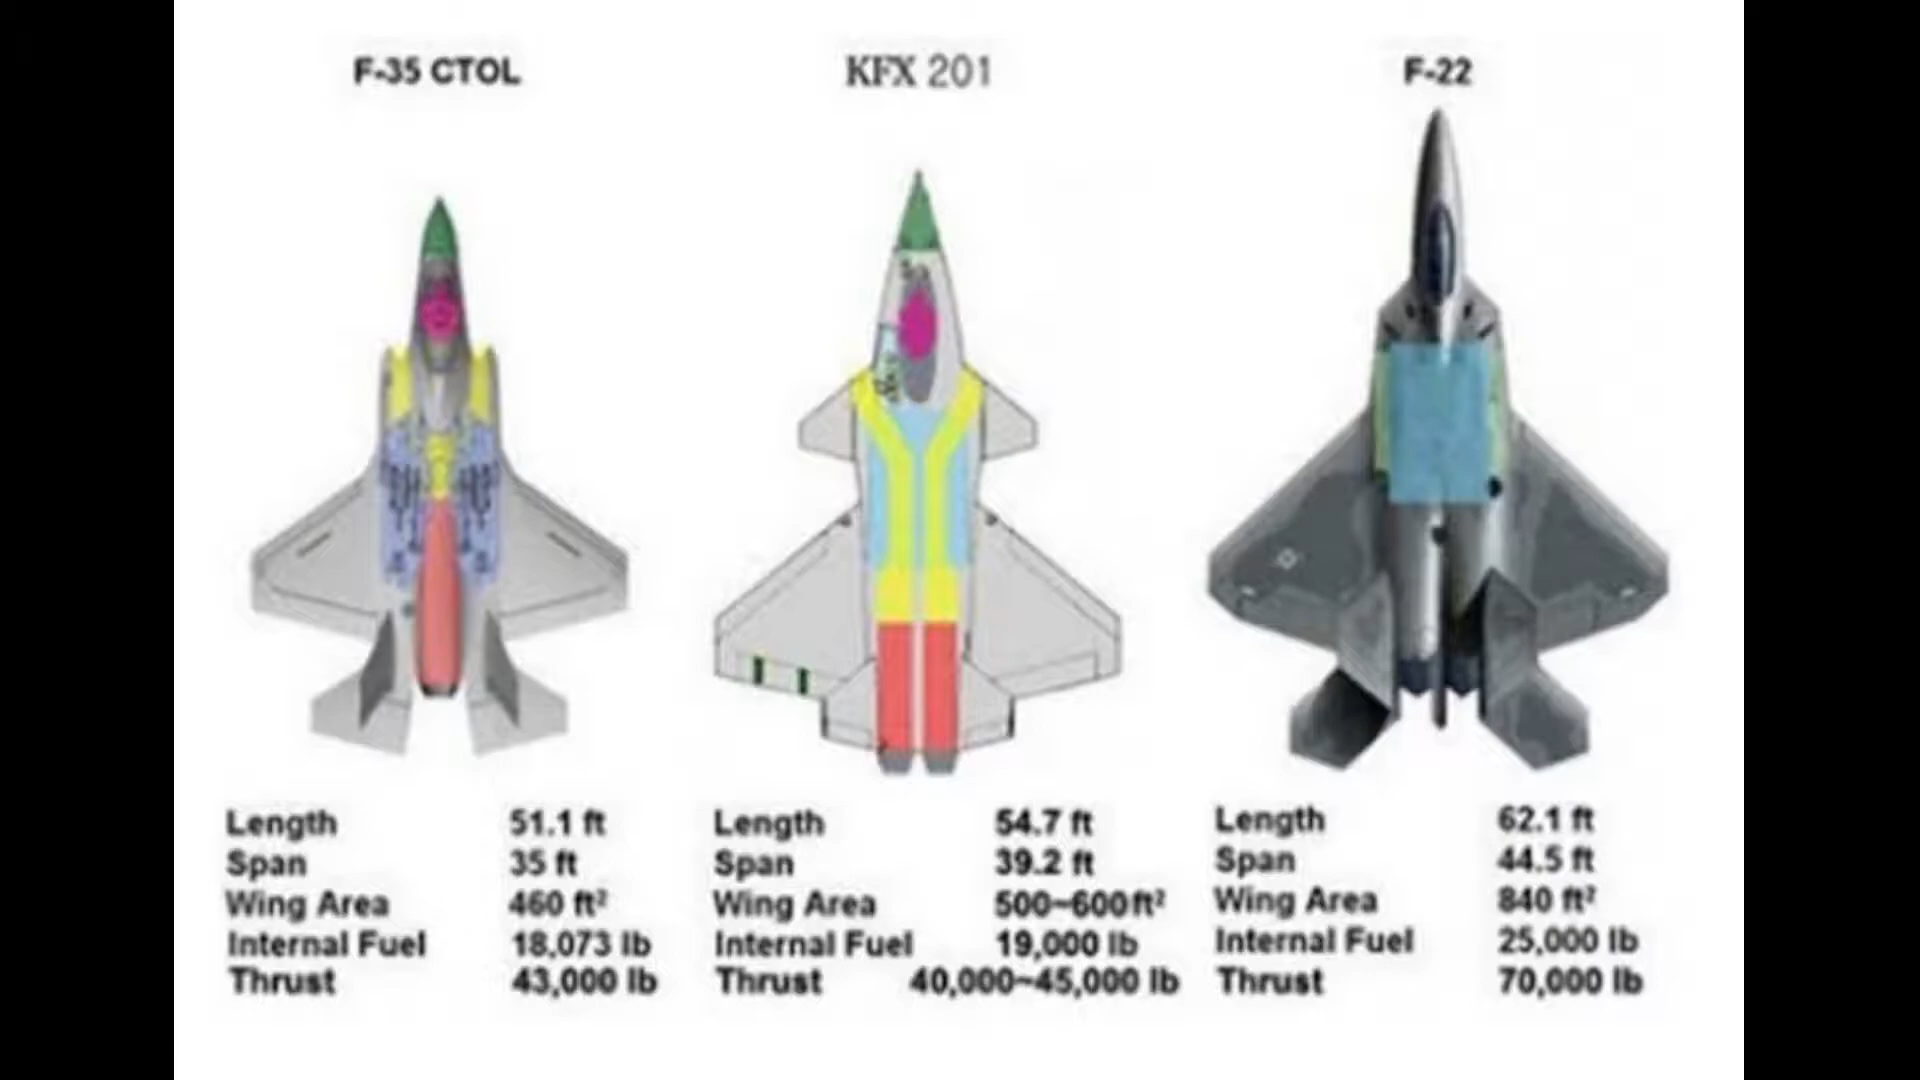 F-35 CTOL
Length 51.1 ft
Span 35 ft
Wing Area 460 ft²
Internal Fuel 18,073 lb
Thrust 43,000 lb
KFX 201
Length 54.7 ft
Span 39.2 ft
Wing Area 500~600ft²
Internal Fuel 19,000 lb
Thrust 40,000~45,000 lb
F-22
Length 62.1 ft
Span 44.5 ft
Wing Area 840 ft²
Internal Fuel 25,000 lb
Thrust 70,000 lb